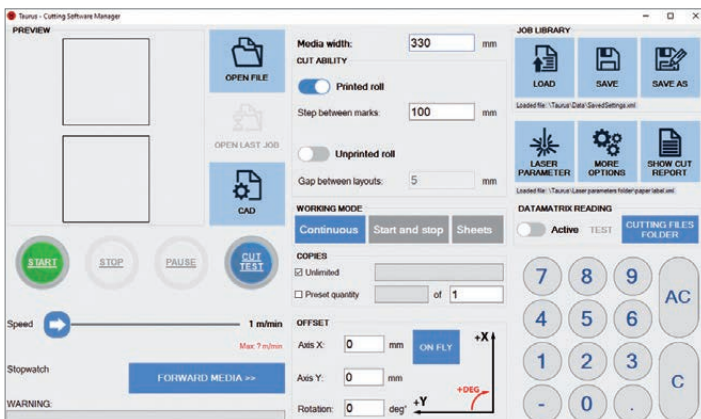 Taurus - Cutting Software Manager
PREVIEW
OPEN FILE
OPEN LAST JOB
CAD
START
STOP
PAUSE
CUT TEST
Speed
1 m/min
Max: ? m/min
Stopwatch
FORWARD MEDIA >>
WARNING:
Media width: 330 mm
CUT ABILITY
Printed roll
Step between marks: 100 mm
Unprinted roll
Gap between layouts: 5 mm
WORKING MODE
Continuous Start and stop Sheets
COPIES
Unlimited
Preset quantity of 1
OFFSET
Axis X: 0 mm ON FLY
Axis Y: 0 mm
Rotation: 0 deg°
+X
+DEG
+Y
JOB LIBRARY
LOAD SAVE SAVE AS
Loaded file: \Taurus\Data\SavedSettings.xml
LASER PARAMETER
MORE OPTIONS
SHOW CUT REPORT
Loaded file: \Taurus\Laser parameters folder\paper label.xml
DATAMATRIX READING
Active TEST
CUTTING FILES FOLDER
7 8 9 AC
4 5 6
1 2 3 C
- 0 .